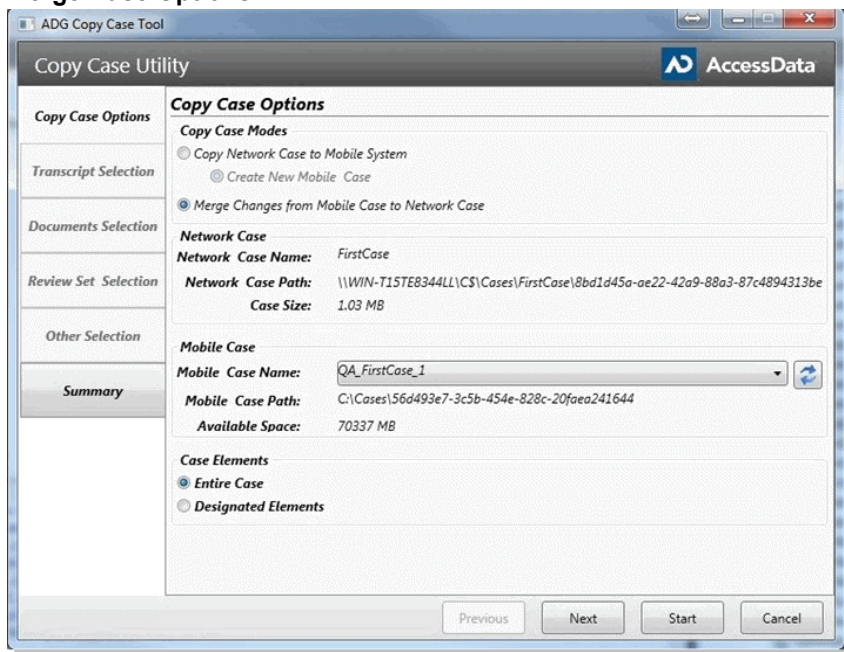 ADG Copy Case Tool
Copy Case Utility
AccessData
Copy Case Options
Transcript Selection
Documents Selection
Review Set Selection
Other Selection
Summary
Copy Case Options
Copy Case Modes
Copy Network Case to Mobile System
Create New Mobile Case
Merge Changes from Mobile Case to Network Case
Network Case
Network Case Name: FirstCase
Network Case Path: \\WIN-T15TE8344LL\C$\Cases\FirstCase\8bd1d45a-ae22-42a9-88a3-87c4894313be
Case Size: 1.03 MB
Mobile Case
Mobile Case Name: QA_FirstCase_1
Mobile Case Path: C:\Cases\56d493e7-3c5b-454e-828c-20faea241644
Available Space: 70337 MB
Case Elements
Entire Case
Designated Elements
Previous Next Start Cancel